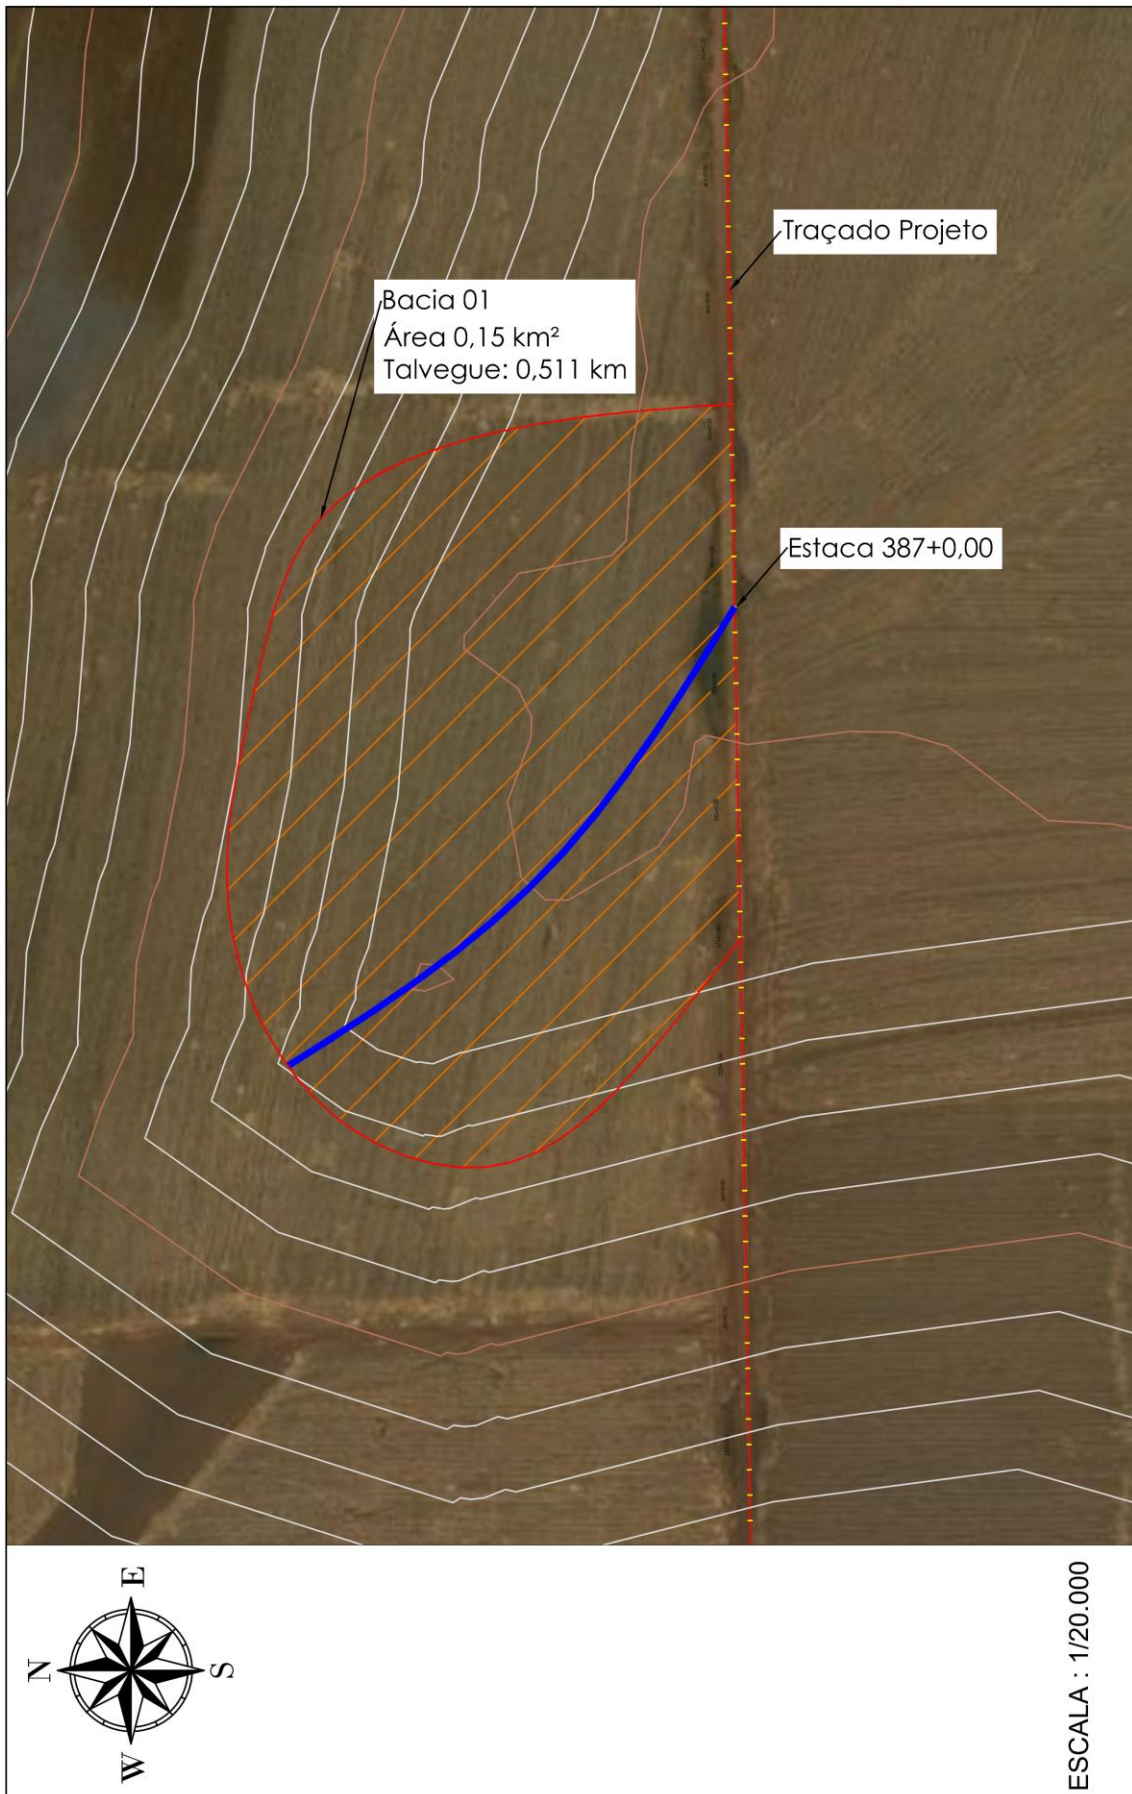 Traçado Projeto
Bacia 01
Área 0,15 km²
Talvegue: 0,511 km
Estaca 387+0,00
N
E
S
W
ESCALA : 1/20.000